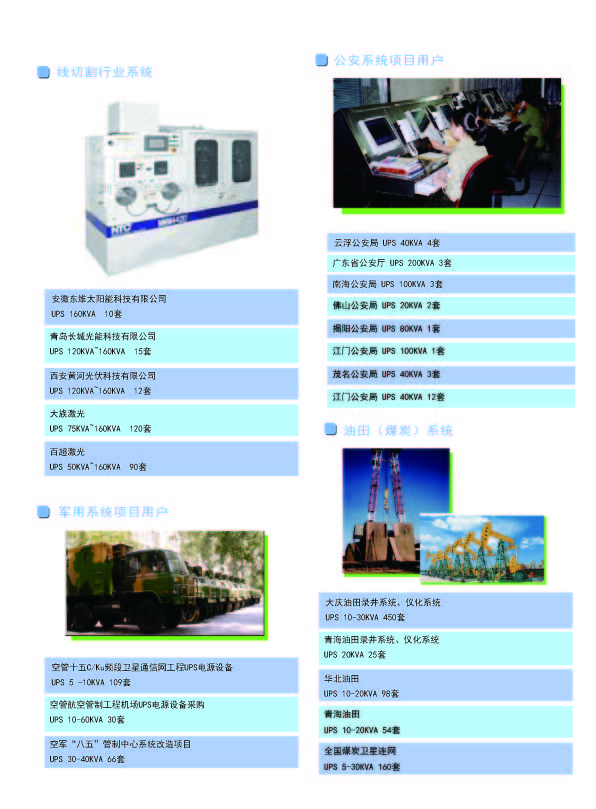 线切割行业系统
HYC
安徽东维太阳能科技有限公司
UPS 160KVA 10套
青岛长城光能科技有限公司
UPS 120KVA~160KVA 15套
西安黄河光伏科技有限公司
UPS 120KVA~160KVA 12套
大族激光
UPS 75KVA~160KVA 120套
百超激光
UPS 50KVA~160KVA 90套
军用系统项目用户
空管十五C/Ku频段卫星通信网工程UPS电源设备
UPS 5 -10KVA 109套
空管航空管制工程机场UPS电源设备采购
UPS 10-60KVA 30套
空军“八五”管制中心系统改造项目
UPS 30-40KVA 66套
公安系统项目用户
云浮公安局 UPS 40KVA 4套
广东省公安厅 UPS 200KVA 3套
南海公安局 UPS 100KVA 3套
佛山公安局 UPS 20KVA 2套
揭阳公安局 UPS 80KVA 1套
江门公安局 UPS 100KVA 1套
茂名公安局 UPS 40KVA 3套
江门公安局 UPS 40KVA 12套
油田（煤炭）系统
大庆油田录井系统、仪化系统
UPS 10-30KVA 450套
青海油田录井系统、仪化系统
UPS 20KVA 25套
华北油田
UPS 10-20KVA 98套
青海油田
UPS 10-20KVA 54套
全国煤炭卫星连网
UPS 5-30KVA 160套